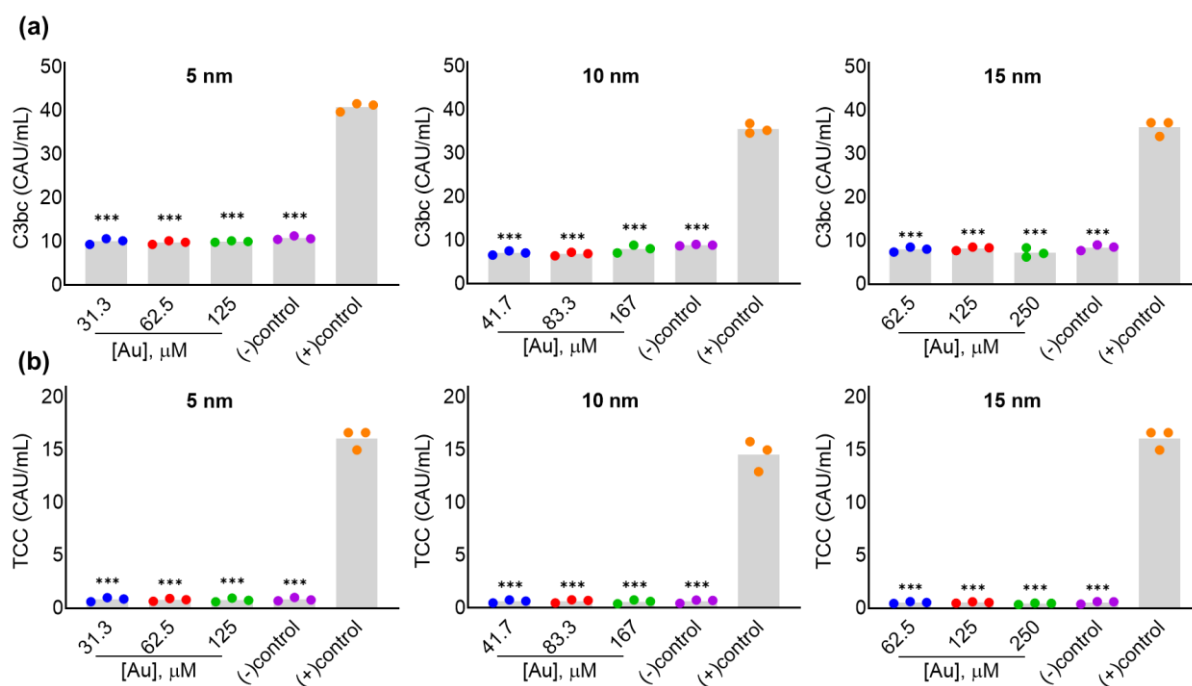 (a)
5 nm
C3bc (CAU/mL)
50
40
30
20
10
0
***
***
***
***
31.3
62.5
125
(-)control
(+)control
[Au], μM
10 nm
C3bc (CAU/mL)
50
40
30
20
10
0
***
***
***
***
41.7
83.3
167
(-)control
(+)control
[Au], μM
15 nm
C3bc (CAU/mL)
50
40
30
20
10
0
***
***
***
***
62.5
125
250
(-)control
(+)control
[Au], μM
(b)
5 nm
TCC (CAU/mL)
20
15
10
5
0
***
***
***
***
31.3
62.5
125
(-)control
(+)control
[Au], μM
10 nm
TCC (CAU/mL)
20
15
10
5
0
***
***
***
***
41.7
83.3
167
(-)control
(+)control
[Au], μM
15 nm
TCC (CAU/mL)
20
15
10
5
0
***
***
***
***
62.5
125
250
(-)control
(+)control
[Au], μM